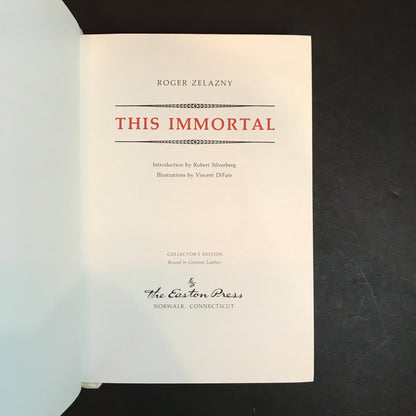 ROGER ZELAZNY
THIS IMMORTAL
Introduction by Robert Silverberg
Illustrations by Vincent DiFate
COLLECTOR'S EDITION
Bound in Genuine Leather
The Easton Press
NORWALK, CONNECTICUT